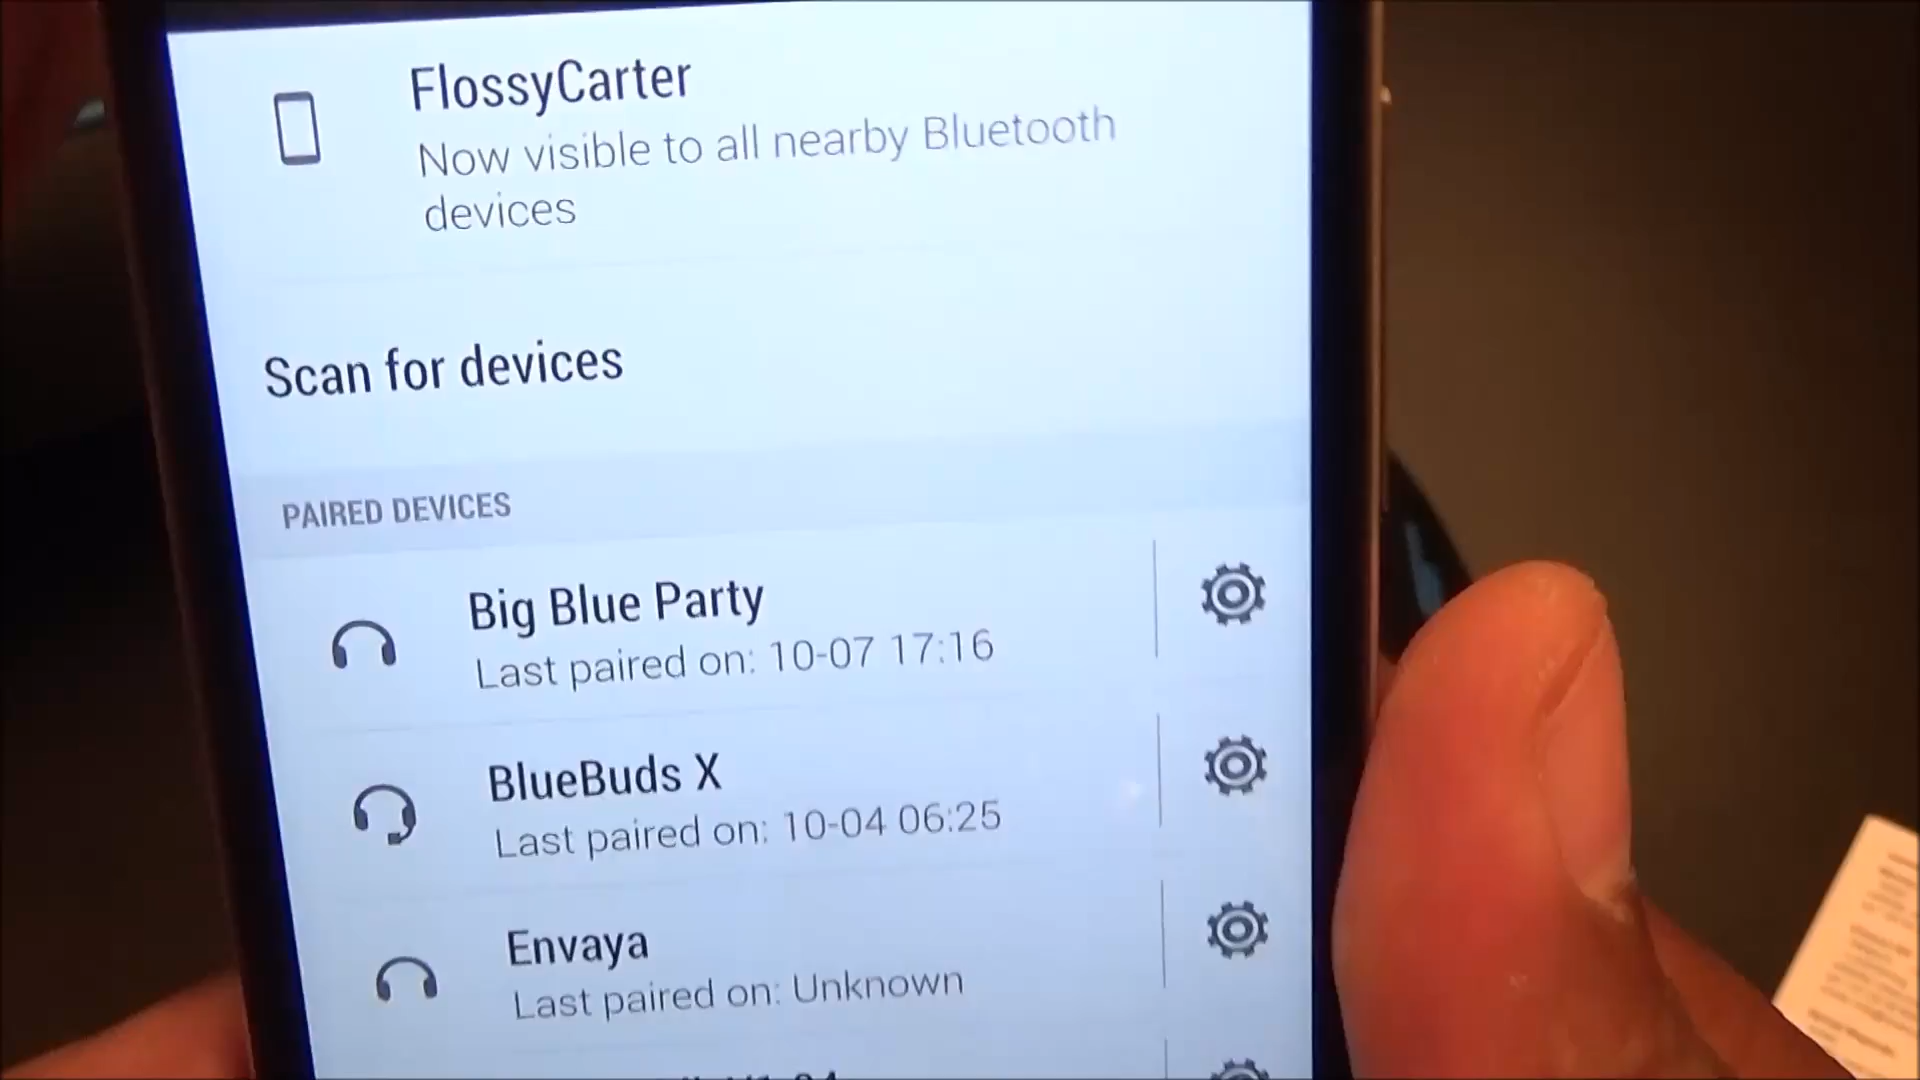 FlossyCarter
Now visible to all nearby Bluetooth
devices
Scan for devices
PAIRED DEVICES
Big Blue Party
Last paired on: 10-07 17:16
BlueBuds X
Last paired on: 10-04 06:25
Envaya
Last paired on: Unknown